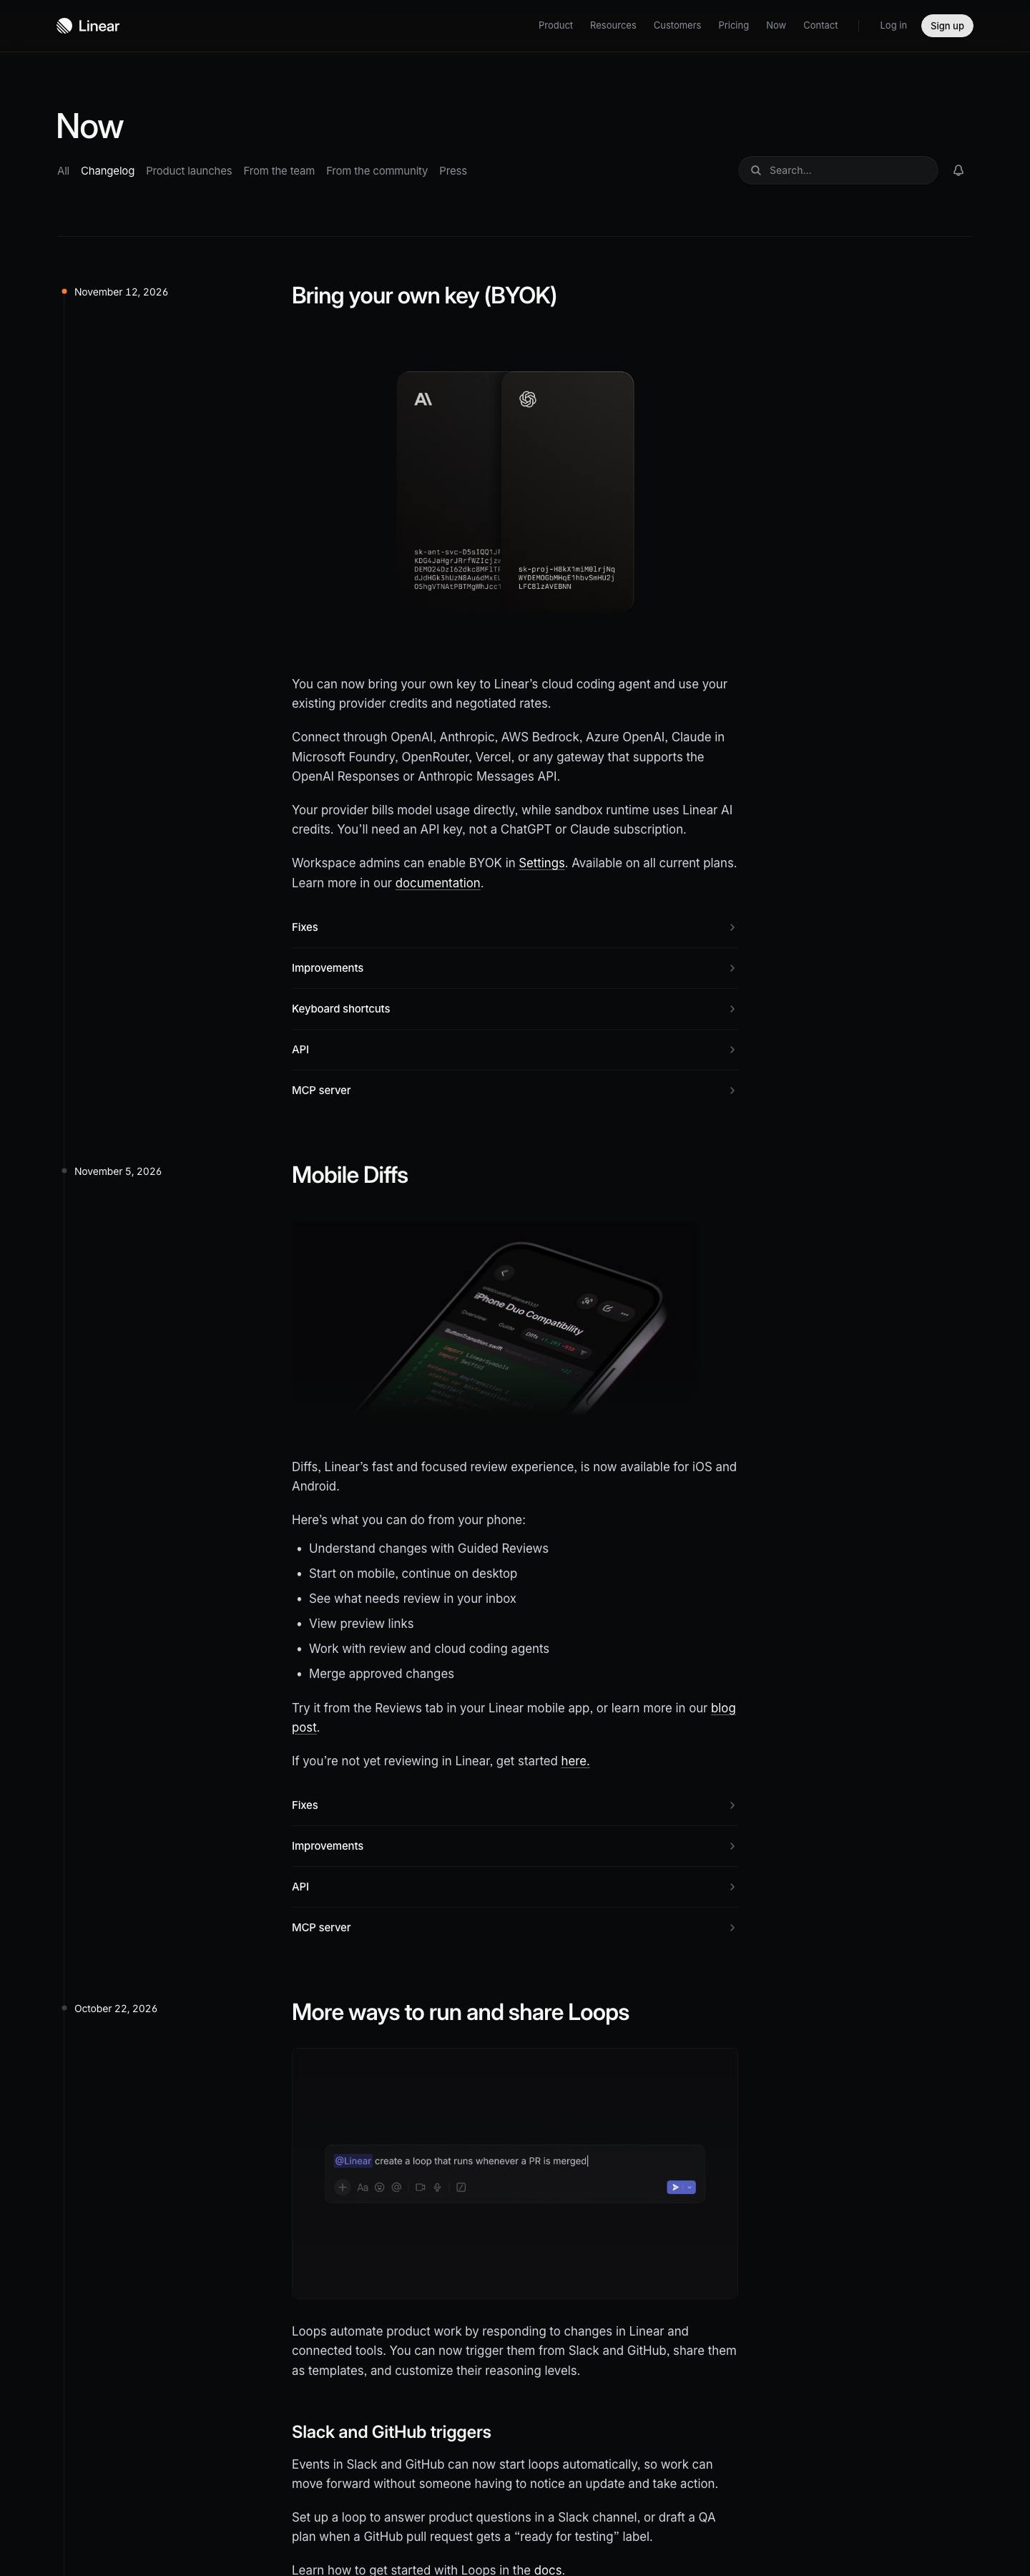 Linear
Product Resources Customers Pricing Now Contact Log in Sign up
Now
All Changelog Product launches From the team From the community Press
Search...
November 12, 2026
Bring your own key (BYOK)
sk-proj-H8kX1miM0lrjNq
LFC8lzAVEBNN
You can now bring your own key to Linear’s cloud coding agent and use your
existing provider credits and negotiated rates.
Connect through OpenAI, Anthropic, AWS Bedrock, Azure OpenAI, Claude in
Microsoft Foundry, OpenRouter, Vercel, or any gateway that supports the
OpenAI Responses or Anthropic Messages API.
Your provider bills model usage directly, while sandbox runtime uses Linear AI
credits. You’ll need an API key, not a ChatGPT or Claude subscription.
Workspace admins can enable BYOK in Settings. Available on all current plans.
Learn more in our documentation.
Fixes
Improvements
Keyboard shortcuts
API
MCP server
November 5, 2026
Mobile Diffs
iPhone Duo Compatibility
Overview Guide Diffs
ButtonTransition.swift
Diffs, Linear’s fast and focused review experience, is now available for iOS and
Android.
Here’s what you can do from your phone:
• Understand changes with Guided Reviews
• Start on mobile, continue on desktop
• See what needs review in your inbox
• View preview links
• Work with review and cloud coding agents
• Merge approved changes
Try it from the Reviews tab in your Linear mobile app, or learn more in our blog
post.
If you’re not yet reviewing in Linear, get started here.
Fixes
Improvements
API
MCP server
October 22, 2026
More ways to run and share Loops
@Linear create a loop that runs whenever a PR is merged
Aa
Loops automate product work by responding to changes in Linear and
connected tools. You can now trigger them from Slack and GitHub, share them
as templates, and customize their reasoning levels.
Slack and GitHub triggers
Events in Slack and GitHub can now start loops automatically, so work can
move forward without someone having to notice an update and take action.
Set up a loop to answer product questions in a Slack channel, or draft a QA
plan when a GitHub pull request gets a “ready for testing” label.
Learn how to get started with Loops in the docs.